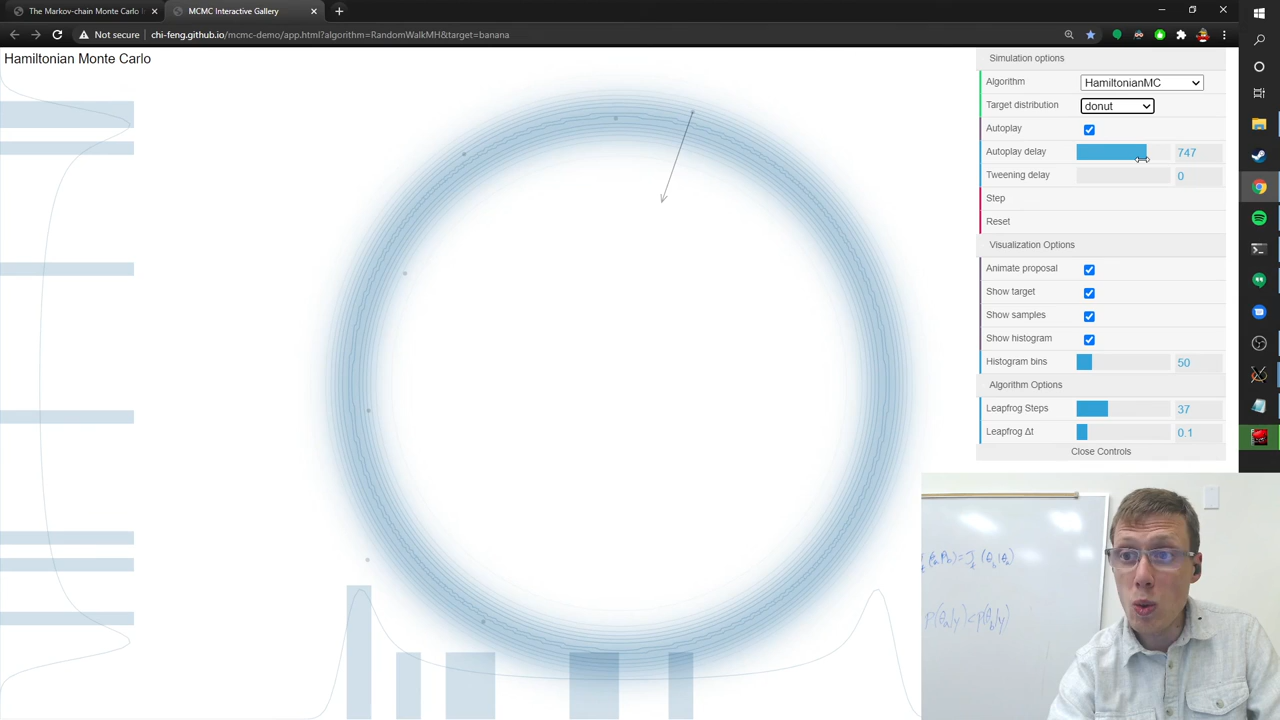 The Markov-chain Monte Carlo
MCMC Interactive Gallery
Not secure
chi-feng.github.io/mcmc-demo/app.html?algorithm=RandomWalkMH&target=banana
Hamiltonian Monte Carlo
Simulation options
Algorithm HamiltonianMC
Target distribution donut
Autoplay
Autoplay delay 747
Tweening delay 0
Step
Reset
Visualization Options
Animate proposal
Show target
Show samples
Show histogram
Histogram bins 50
Algorithm Options
Leapfrog Steps 37
Leapfrog Δt 0.1
Close Controls
p(θₐ|y) < p(θ_b|y)